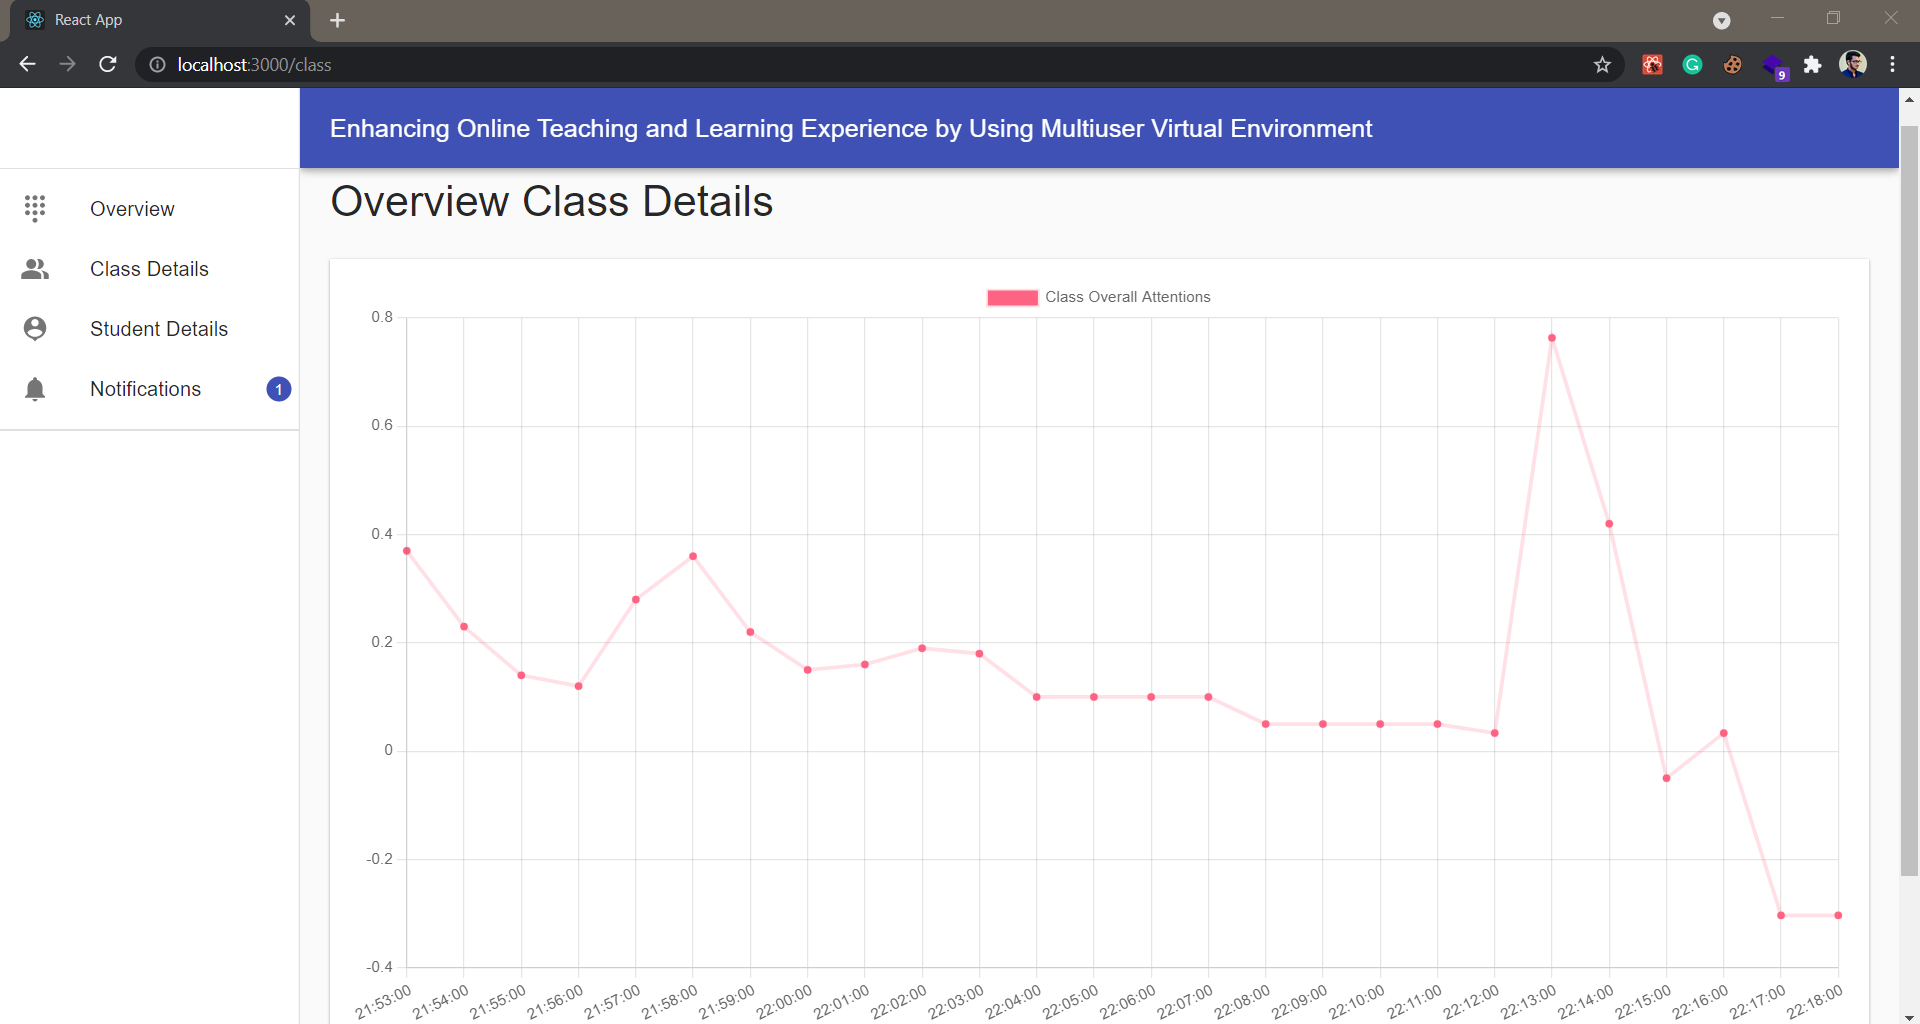 React App
localhost:3000/class
9
Enhancing Online Teaching and Learning Experience by Using Multiuser Virtual Environment
Overview
Class Details
Student Details
Notifications 1
Overview Class Details
Class Overall Attentions
0.8
0.6
0.4
0.2
0
-0.2
-0.4
21:53:00 21:54:00 21:55:00 21:56:00 21:57:00 21:58:00 21:59:00 22:00:00 22:01:00 22:02:00 22:03:00 22:04:00 22:05:00 22:06:00 22:07:00 22:08:00 22:09:00 22:10:00 22:11:00 22:12:00 22:13:00 22:14:00 22:15:00 22:16:00 22:17:00 22:18:00